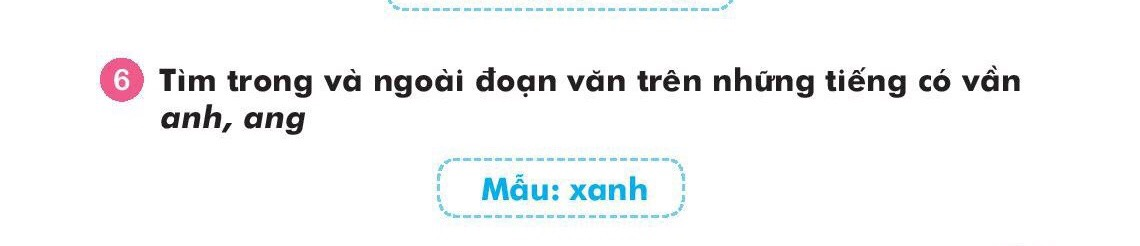 6 Tìm trong và ngoài đoạn văn trên những tiếng có vần
anh, ang
Mẫu: xanh